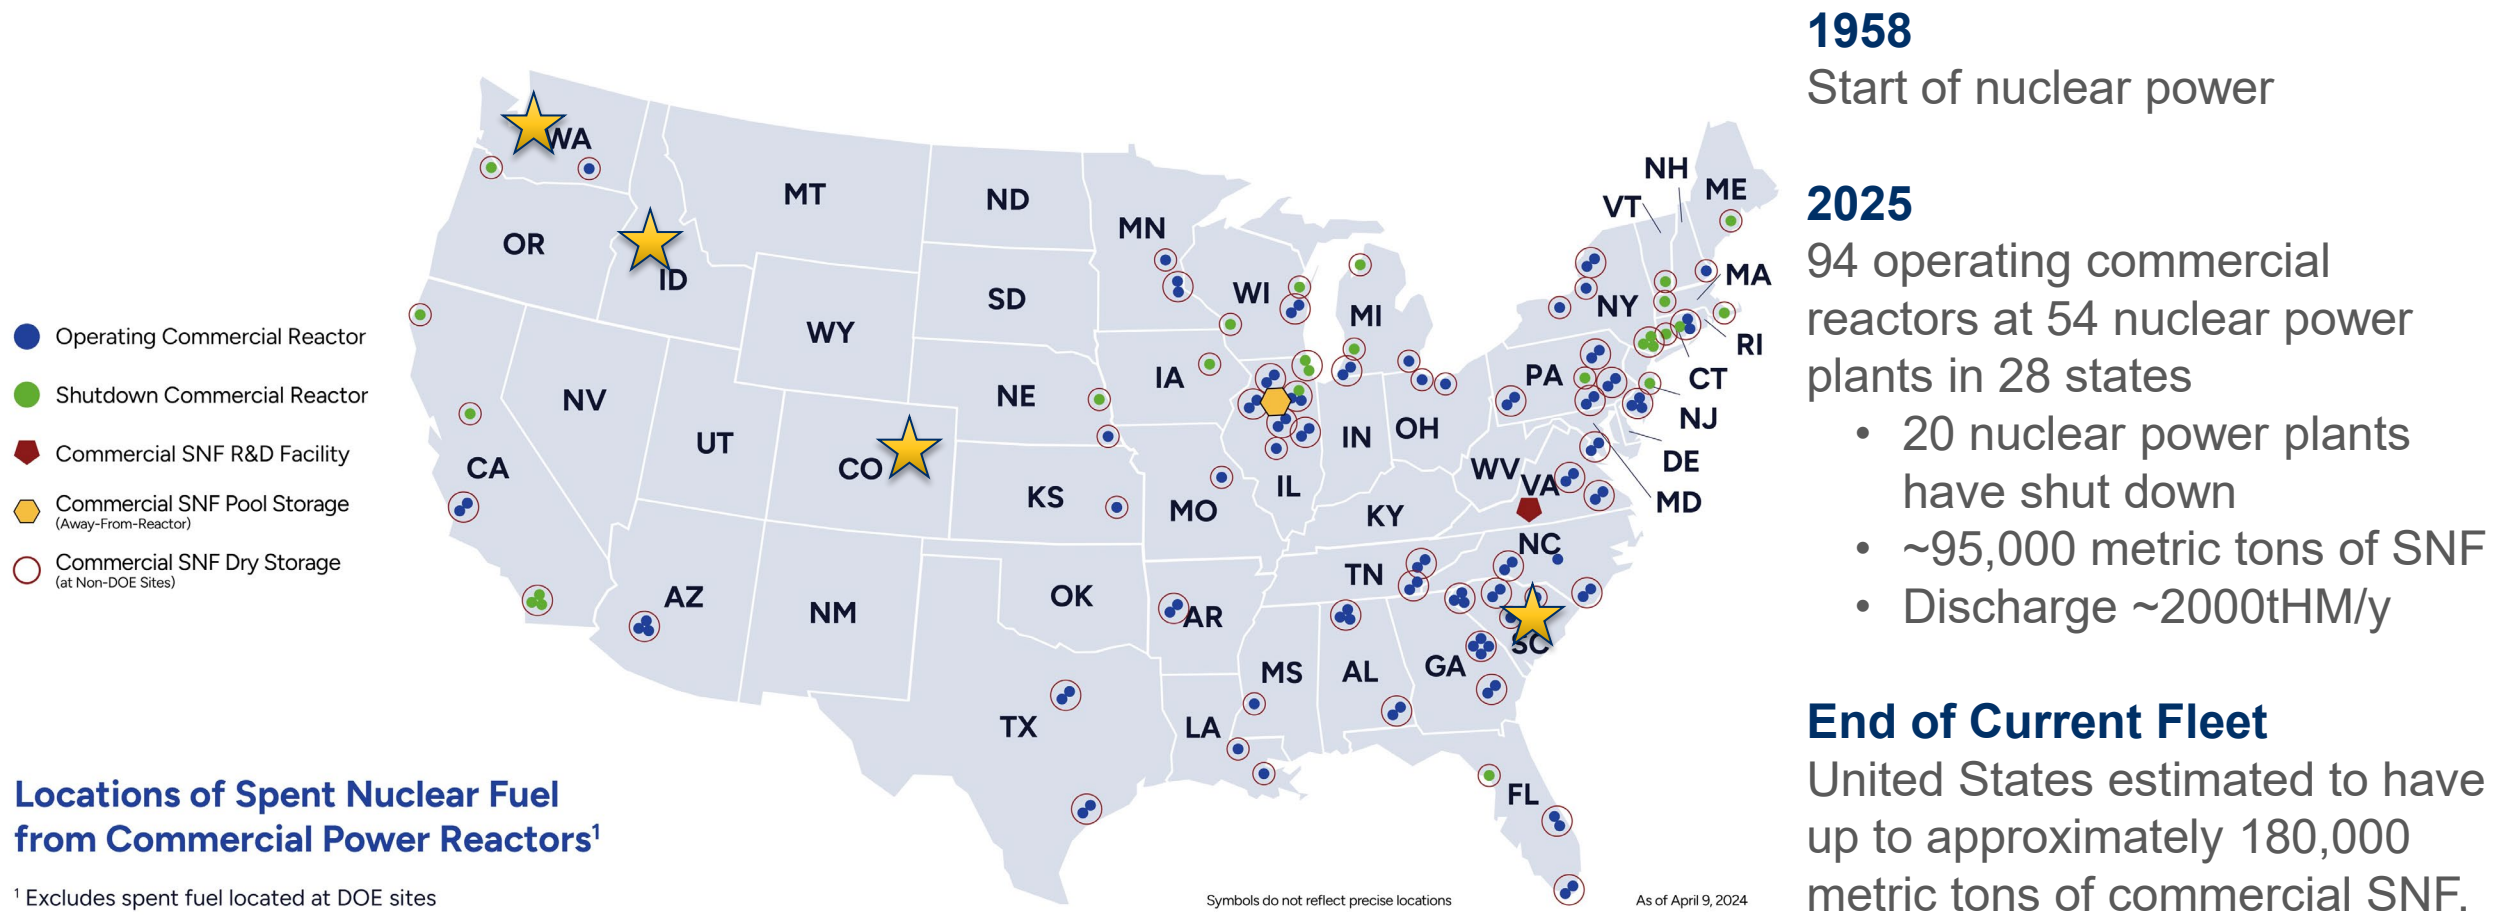 1958
Start of nuclear power
2025
94 operating commercial
reactors at 54 nuclear power
plants in 28 states
• 20 nuclear power plants
have shut down
• ~95,000 metric tons of SNF
• Discharge ~2000tHM/y
End of Current Fleet
United States estimated to have
up to approximately 180,000
metric tons of commercial SNF.
Operating Commercial Reactor
Shutdown Commercial Reactor
Commercial SNF R&D Facility
Commercial SNF Pool Storage
(Away-From-Reactor)
Commercial SNF Dry Storage
(at Non-DOE Sites)
WA
OR
ID
MT
ND
MN
SD
WY
NE
IA
WI
MI
NY
VT
NH
ME
MA
RI
CT
NJ
DE
MD
PA
OH
IN
IL
WV
VA
KY
NC
TN
SC
GA
AL
MS
AR
LA
MO
KS
OK
TX
NM
CO
UT
AZ
NV
CA
FL
Locations of Spent Nuclear Fuel
from Commercial Power Reactors¹
¹ Excludes spent fuel located at DOE sites
Symbols do not reflect precise locations
As of April 9, 2024